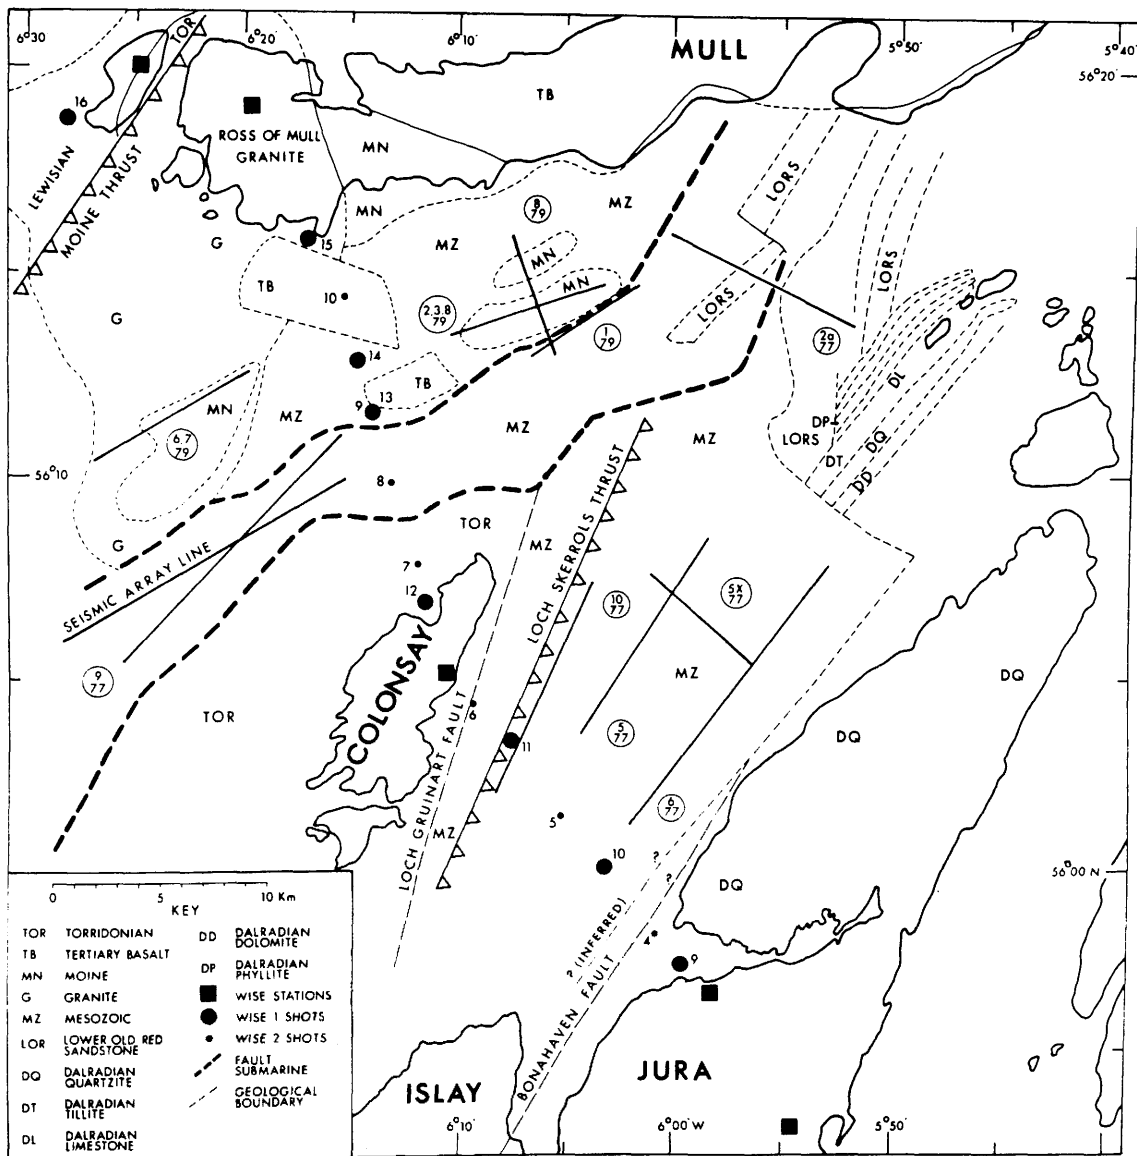 6°30
6°20
6°10
MULL
5°50
5°40
56°20
TOR
16
TB
ROSS OF MULL
GRANITE
MN
LEWISIAN
MOINE THRUST
LORS
8
79
MN
MZ
15
G
MZ
MN
LORS
TB
10
MN
LORS
G
2,3,8
79
1
79
2a
77
14
TB
DL
9
13
MN
MZ
MZ
MZ
DP
LORS
DQ
6,7
79
DT
DD
56°10
8
TOR
G
MZ
LOCH SKERROLS THRUST
SEISMIC ARRAY LINE
7
12
10
77
5X
77
9
77
COLONSAY
MZ
DQ
TOR
6
LOCH GRUINART FAULT
11
5
77
DQ
6
77
MZ
5
10
?
?
56°00 N
DQ
? (INFERRED)
4
9
BONAHAVEN FAULT
ISLAY
JURA
6°10
6°00 W
5°50
0 5 10 Km
KEY
TOR TORRIDONIAN
TB TERTIARY BASALT
MN MOINE
G GRANITE
MZ MESOZOIC
LOR LOWER OLD RED
SANDSTONE
DQ DALRADIAN
QUARTZITE
DT DALRADIAN
TILLITE
DL DALRADIAN
LIMESTONE
DD DALRADIAN
DOLOMITE
DP DALRADIAN
PHYLLITE
WISE STATIONS
WISE 1 SHOTS
WISE 2 SHOTS
FAULT
SUBMARINE
GEOLOGICAL
BOUNDARY